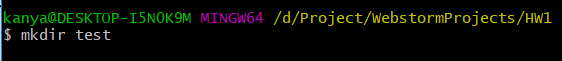 kanya@DESKTOP-I5N0K9M MINGW64 /d/Project/WebstormProjects/HW1
$ mkdir test